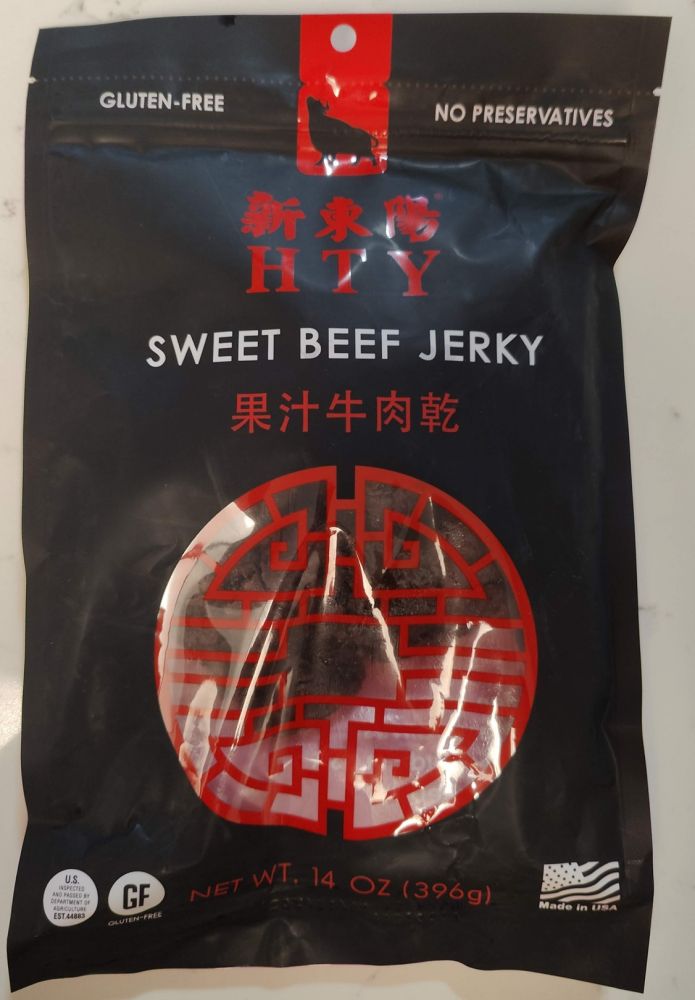 GLUTEN-FREE
NO PRESERVATIVES
新東陽
HTY
SWEET BEEF JERKY
果汁牛肉乾
U.S.
INSPECTED
AND PASSED BY
DEPARTMENT OF
AGRICULTURE
EST.44883
GF
GLUTEN-FREE
NET WT. 14 OZ (396g)
Made in USA